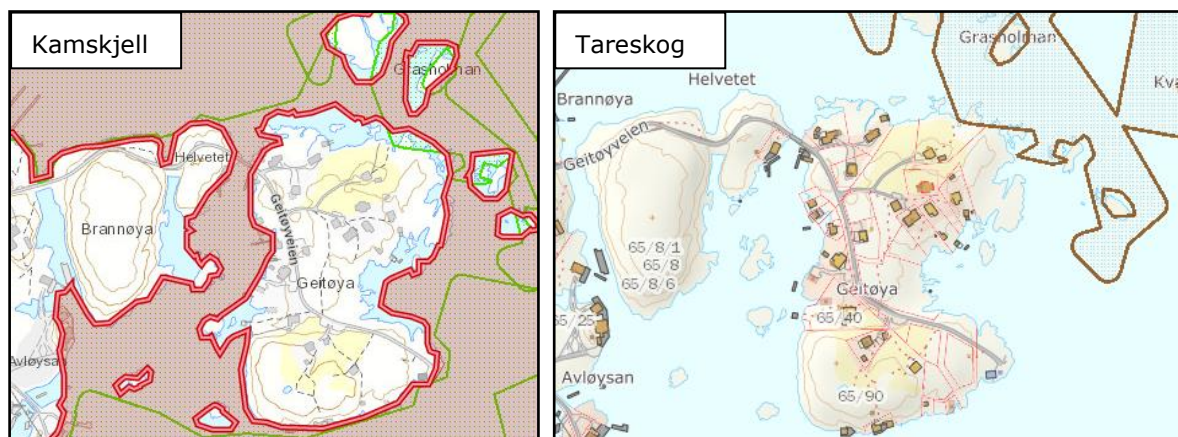 Kamskjell
Grasholman
Helvetet
Brannøya
Geitøyveien
Geitøya
Avløysan
Tareskog
Grasholman
Helvetet
Kva
Brannøya
Geitøyveien
65/8/1
65/8
65/8/6
Geitøya
65/25
65/40
Avløysan
65/90